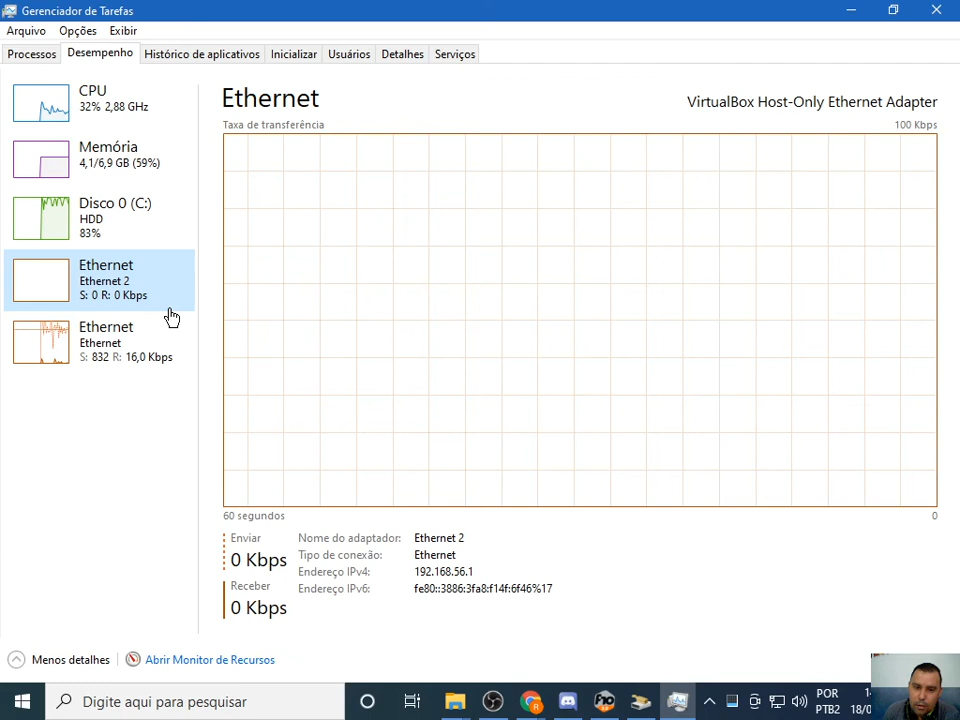 Gerenciador de Tarefas
Arquivo Opções Exibir
Processos Desempenho Histórico de aplicativos Inicializar Usuários Detalhes Serviços
CPU
32% 2,88 GHz
Memória
4,1/6,9 GB (59%)
Disco 0 (C:)
HDD
83%
Ethernet
Ethernet 2
S: 0 R: 0 Kbps
Ethernet
Ethernet
S: 832 R: 16,0 Kbps
Ethernet
VirtualBox Host-Only Ethernet Adapter
Taxa de transferência 100 Kbps
60 segundos 0
Enviar
0 Kbps
Receber
0 Kbps
Nome do adaptador: Ethernet 2
Tipo de conexão: Ethernet
Endereço IPv4: 192.168.56.1
Endereço IPv6: fe80::3886:3fa8:f14f:6f46%17
Menos detalhes Abrir Monitor de Recursos
Digite aqui para pesquisar
POR
PTB2
18/0